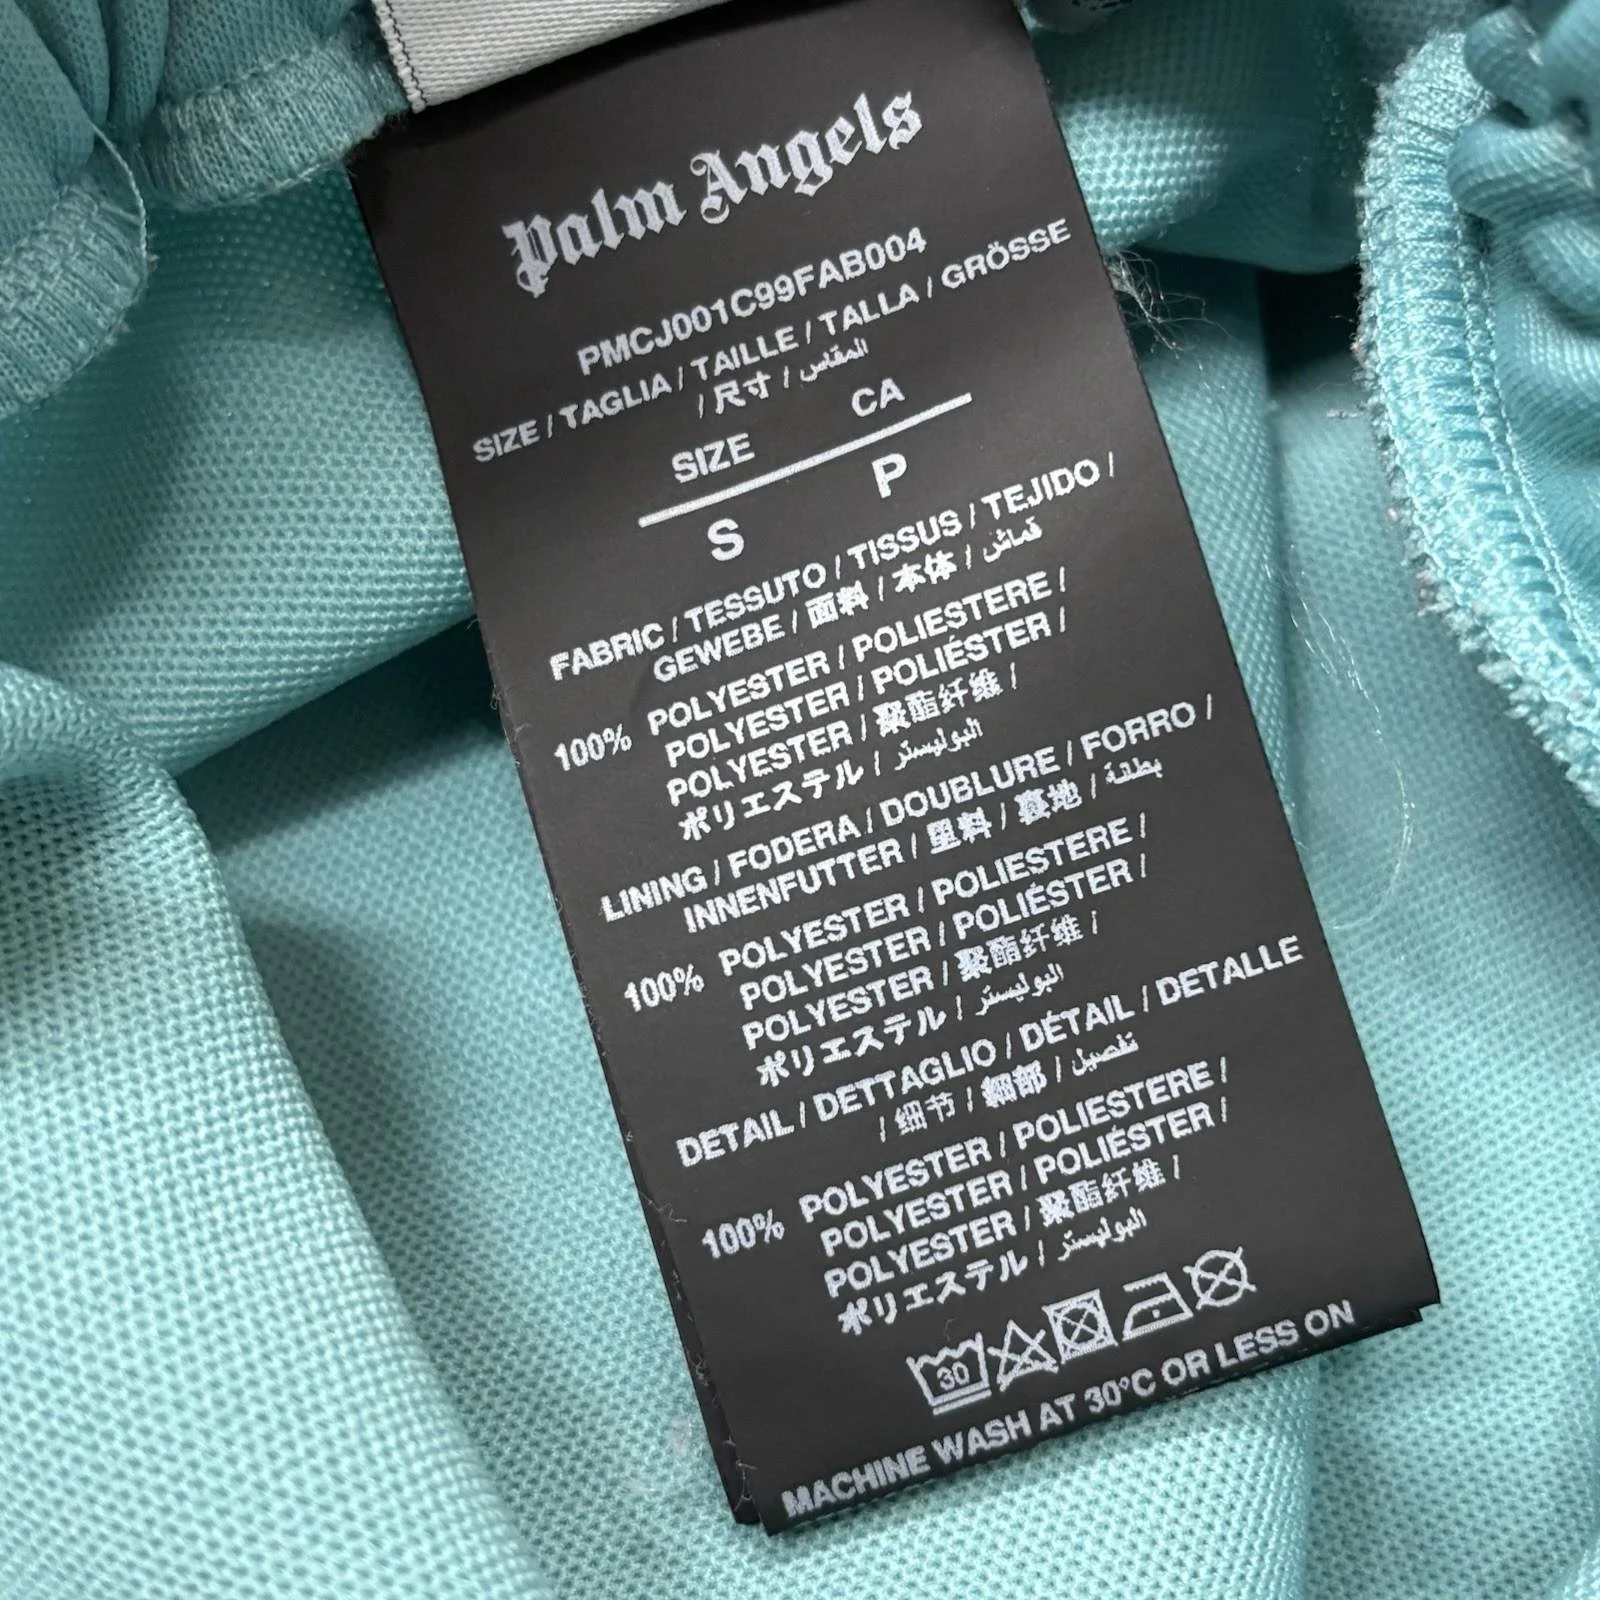 Palm Angels
PMCJ001C99FAB004
SIZE / TAGLIA / TAILLE / TALLA / GRÖSSE
/ 尺寸 / المقاس
SIZE CA
S P
FABRIC / TESSUTO / TISSUS / TEJIDO /
GEWEBE / 面料 / 本体 / قماش
100% POLYESTER / POLIESTERE /
POLYESTER / POLIÉSTER /
POLYESTER / 聚酯纤维 /
ポリエステル / البوليستر
LINING / FODERA / DOUBLURE / FORRO /
INNENFUTTER / 里料 / 裏地 / بطانة
100% POLYESTER / POLIESTERE /
POLYESTER / POLIÉSTER /
POLYESTER / 聚酯纤维 /
ポリエステル / البوليستر
DETAIL / DETTAGLIO / DÉTAIL / DETALLE
/ 细节 / 細部 / تفصيل
100% POLYESTER / POLIESTERE /
POLYESTER / POLIÉSTER /
POLYESTER / 聚酯纤维 /
ポリエステル / البوليستر
30
MACHINE WASH AT 30°C OR LESS ON